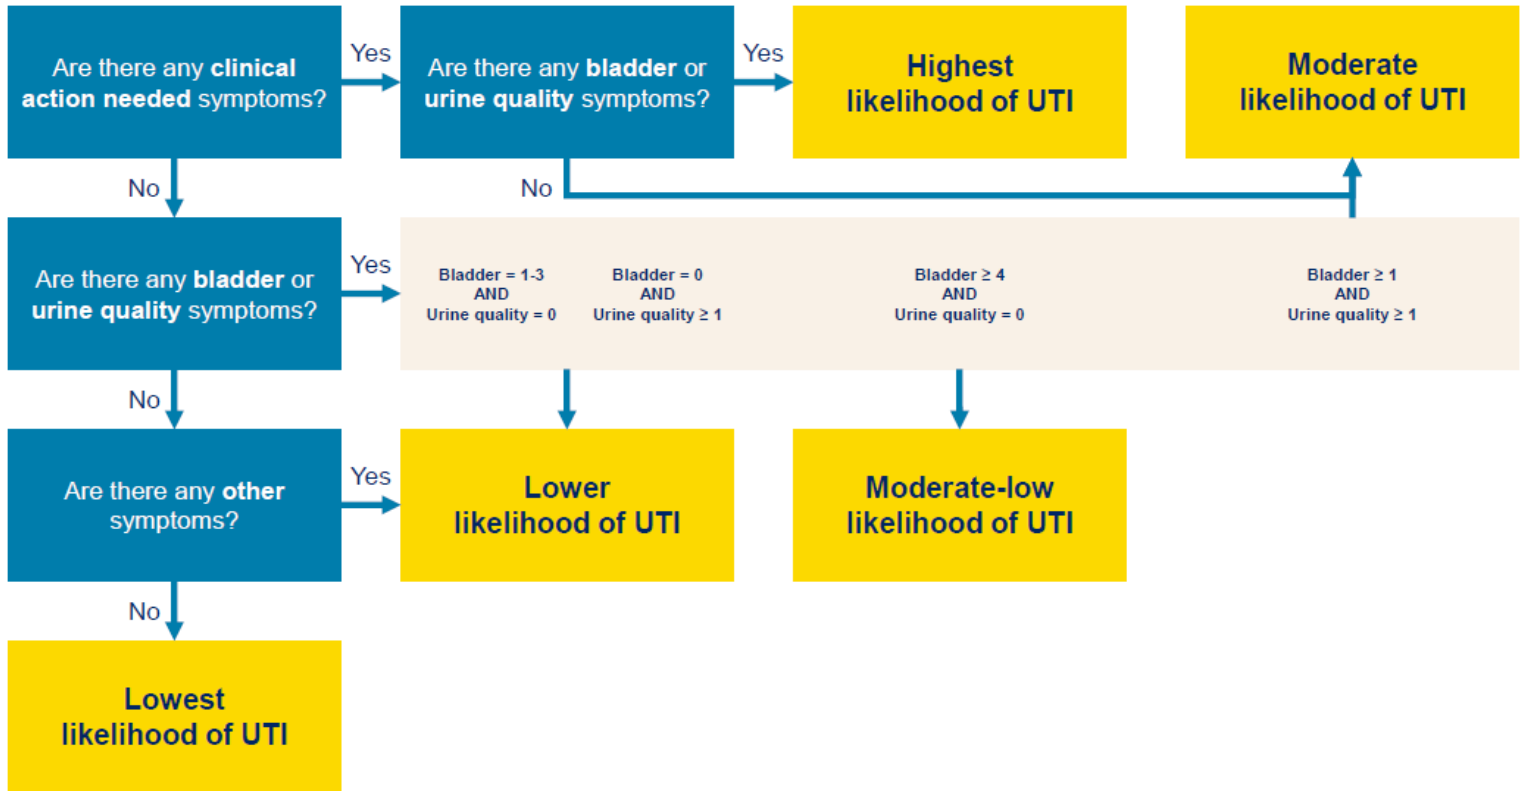 Are there any clinical
action needed symptoms?
Yes
Are there any bladder or
urine quality symptoms?
Yes
Highest
likelihood of UTI
Moderate
likelihood of UTI
No
No
Are there any bladder or
urine quality symptoms?
Yes
Bladder = 1-3
AND
Urine quality = 0
Bladder = 0
AND
Urine quality ≥ 1
Bladder ≥ 4
AND
Urine quality = 0
Bladder ≥ 1
AND
Urine quality ≥ 1
No
Are there any other
symptoms?
Yes
Lower
likelihood of UTI
Moderate-low
likelihood of UTI
No
Lowest
likelihood of UTI